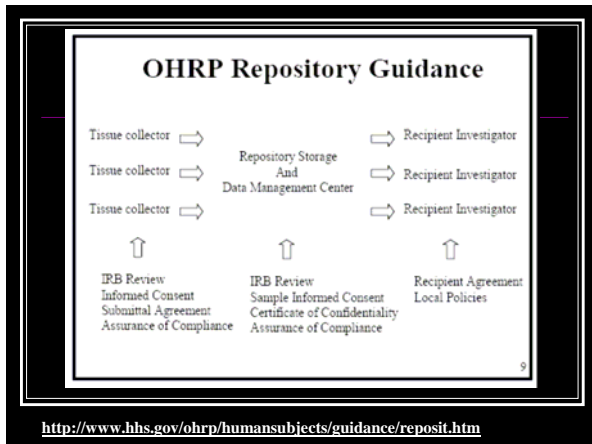 OHRP Repository Guidance
Tissue collector
Tissue collector
Tissue collector
Repository Storage
And
Data Management Center
Recipient Investigator
Recipient Investigator
Recipient Investigator
IRB Review
Informed Consent
Submittal Agreement
Assurance of Compliance
IRB Review
Sample Informed Consent
Certificate of Confidentiality
Assurance of Compliance
Recipient Agreement
Local Policies
9
http://www.hhs.gov/ohrp/humansubjects/guidance/reposit.htm